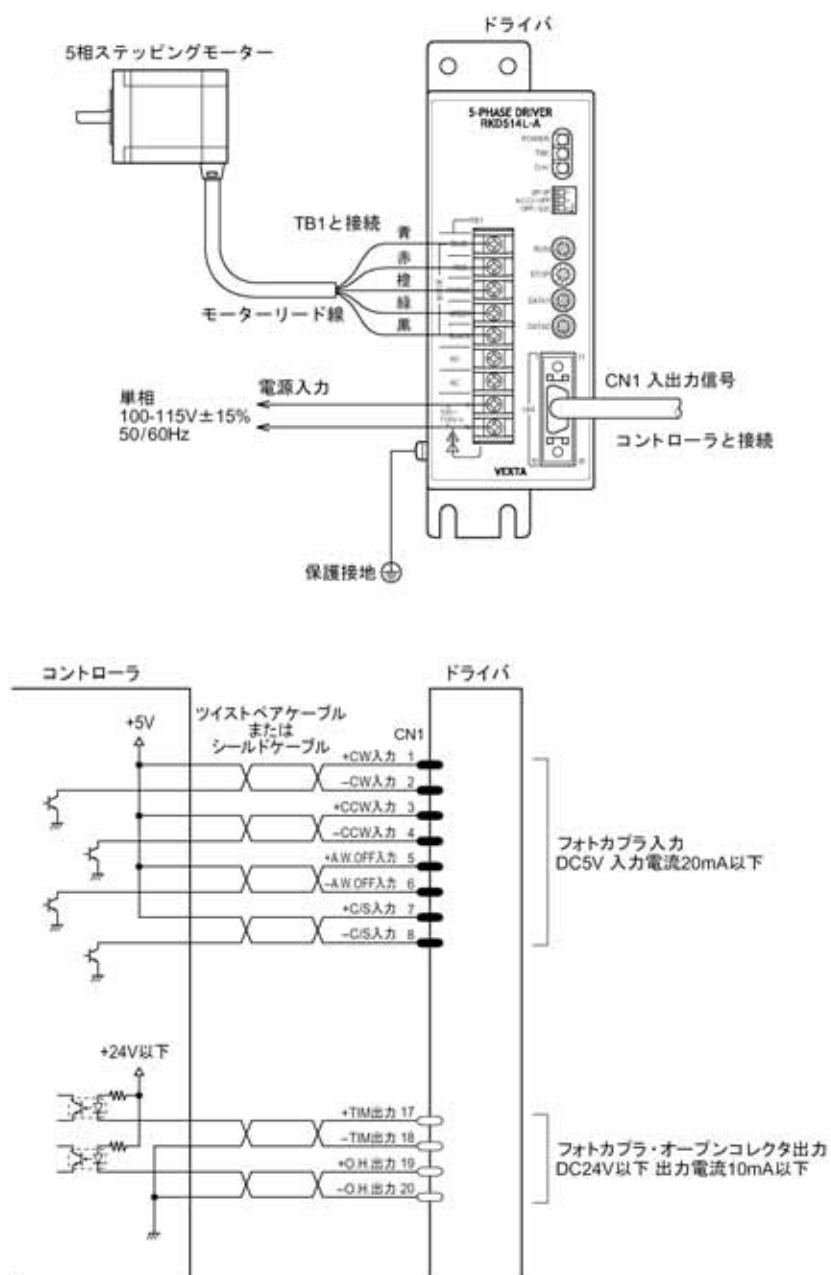 ドライバ
5相ステッピングモーター
5-PHASE DRIVER
RKD514L-A
POWER
TIM
O.H.
TB1
TB1と接続
青
赤
橙
緑
黒
モーターリード線
RUN
STOP
DATA1
DATA2
電源入力
単相
100-115V±15%
50/60Hz
CN1 入出力信号
コントローラと接続
VEXTA
保護接地
コントローラ
ドライバ
ツイストペアケーブル
または
シールドケーブル
+5V
CN1
+CW入力 1
−CW入力 2
+CCW入力 3
−CCW入力 4
+A.W.OFF入力 5
−A.W.OFF入力 6
+C/S入力 7
−C/S入力 8
フォトカプラ入力
DC5V 入力電流20mA以下
+24V以下
+TIM出力 17
−TIM出力 18
+O.H.出力 19
−O.H.出力 20
フォトカプラ・オープンコレクタ出力
DC24V以下 出力電流10mA以下